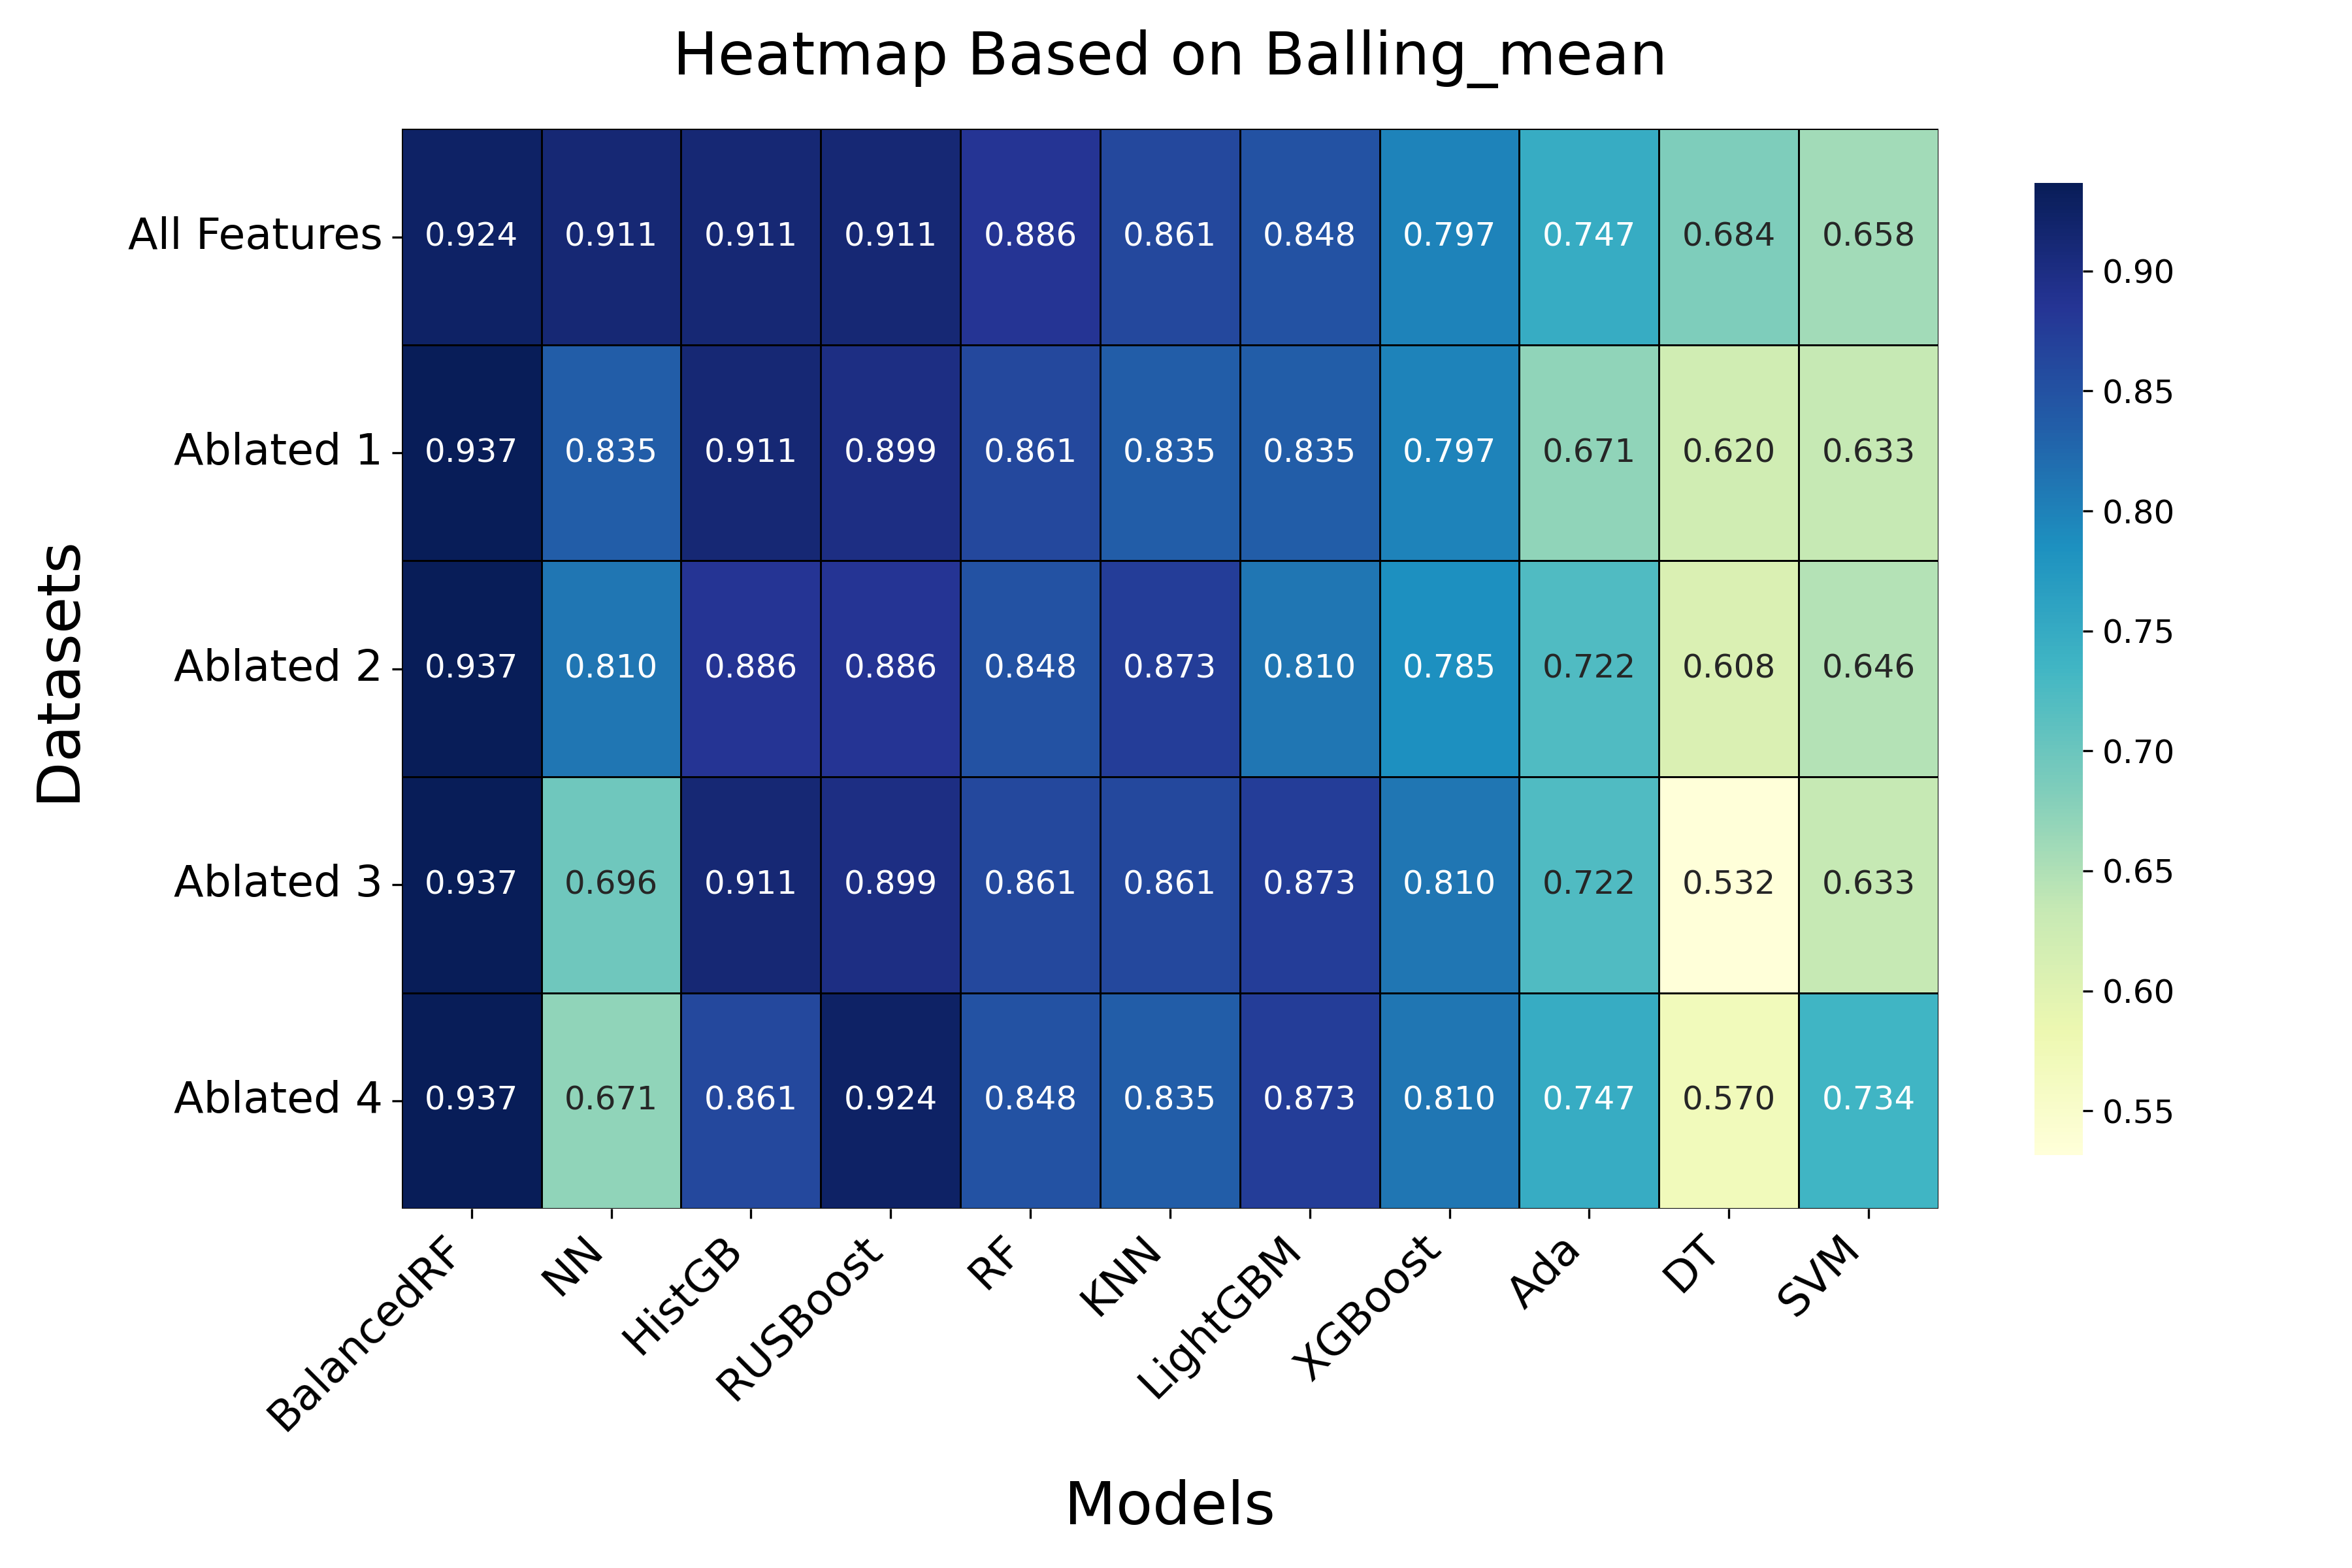 Heatmap Based on Balling_mean
Datasets
All Features 0.924 0.911 0.911 0.911 0.886 0.861 0.848 0.797 0.747 0.684 0.658
Ablated 1 0.937 0.835 0.911 0.899 0.861 0.835 0.835 0.797 0.671 0.620 0.633
Ablated 2 0.937 0.810 0.886 0.886 0.848 0.873 0.810 0.785 0.722 0.608 0.646
Ablated 3 0.937 0.696 0.911 0.899 0.861 0.861 0.873 0.810 0.722 0.532 0.633
Ablated 4 0.937 0.671 0.861 0.924 0.848 0.835 0.873 0.810 0.747 0.570 0.734
BalancedRF NN HistGB RUSBoost RF KNN LightGBM XGBoost Ada DT SVM
Models
0.90
0.85
0.80
0.75
0.70
0.65
0.60
0.55